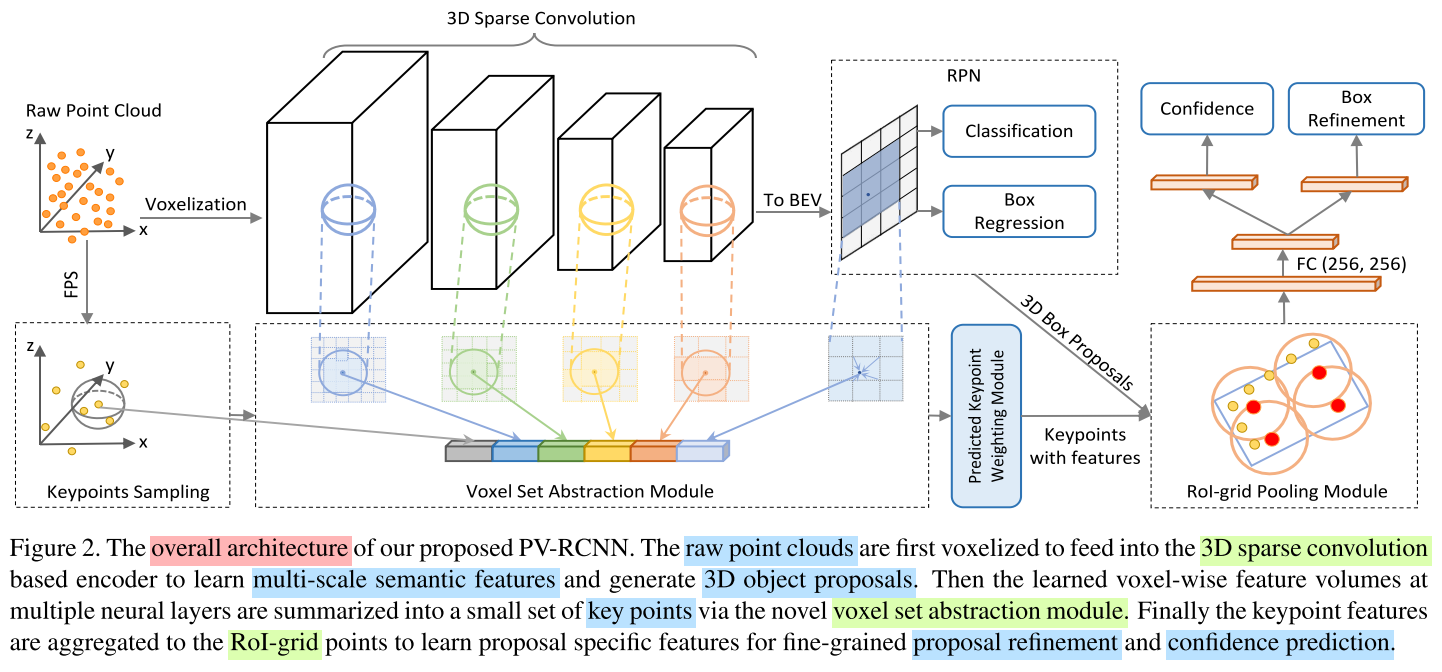 3D Sparse Convolution
RPN
Raw Point Cloud
z
y
x
Voxelization
To BEV
Classification
Box
Regression
Confidence
Box
Refinement
FC (256, 256)
FPS
3D Box Proposals
z
y
x
Keypoints Sampling
Voxel Set Abstraction Module
Predicted Keypoint
Weighting Module
Keypoints
with features
RoI-grid Pooling Module
Figure 2. The overall architecture of our proposed PV-RCNN. The raw point clouds are first voxelized to feed into the 3D sparse convolution
based encoder to learn multi-scale semantic features and generate 3D object proposals. Then the learned voxel-wise feature volumes at
multiple neural layers are summarized into a small set of key points via the novel voxel set abstraction module. Finally the keypoint features
are aggregated to the RoI-grid points to learn proposal specific features for fine-grained proposal refinement and confidence prediction.